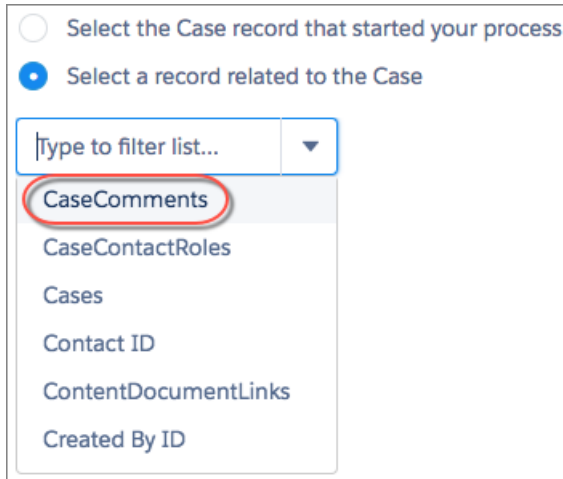 Select the Case record that started your process
Select a record related to the Case
Type to filter list...
CaseComments
CaseContactRoles
Cases
Contact ID
ContentDocumentLinks
Created By ID